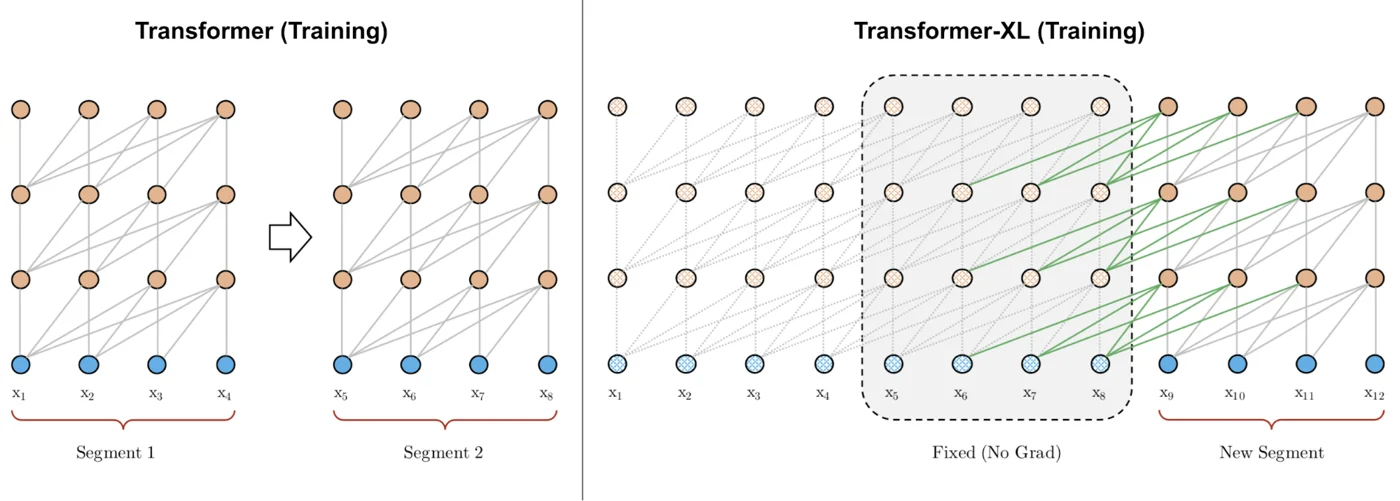 Transformer (Training)
x₁ x₂ x₃ x₄
Segment 1
x₅ x₆ x₇ x₈
Segment 2
Transformer-XL (Training)
x₁ x₂ x₃ x₄ x₅ x₆ x₇ x₈ x₉ x₁₀ x₁₁ x₁₂
Fixed (No Grad)
New Segment